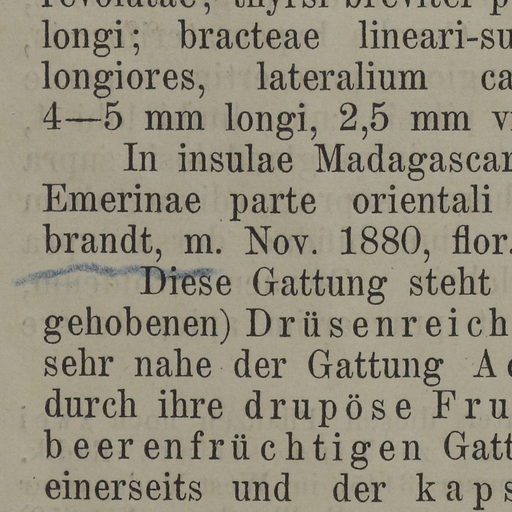 longi; bracteae lineari-su
longiores, lateralium ca
4—5 mm longi, 2,5 mm
In insulae Madagascar
Emerinae parte orientali
brandt, m. Nov. 1880, flor.
Diese Gattung steht
gehobenen) Drüsenreich
sehr nahe der Gattung
durch ihre drupöse Fru
beerenfrüchtigen Gatt
einerseits und der kaps